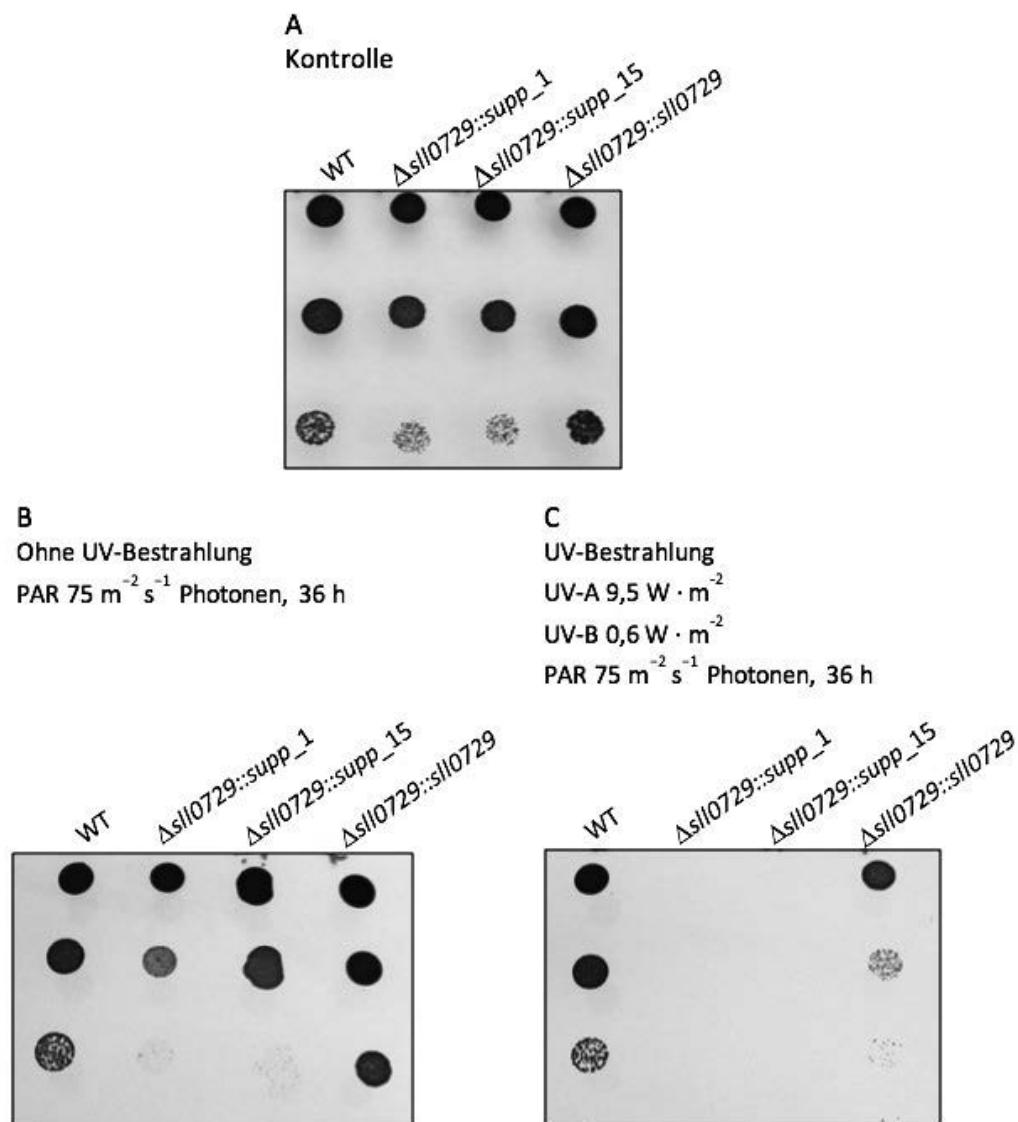 A
Kontrolle
WT
Δsll0729::supp_1
Δsll0729::supp_15
Δsll0729::sll0729
B
Ohne UV-Bestrahlung
PAR 75 m⁻² s⁻¹ Photonen, 36 h
WT
Δsll0729::supp_1
Δsll0729::supp_15
Δsll0729::sll0729
C
UV-Bestrahlung
UV-A 9,5 W · m⁻²
UV-B 0,6 W · m⁻²
PAR 75 m⁻² s⁻¹ Photonen, 36 h
WT
Δsll0729::supp_1
Δsll0729::supp_15
Δsll0729::sll0729